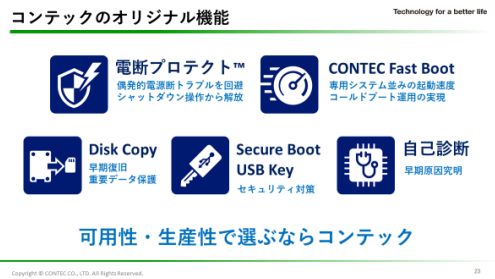 コンテックのオリジナル機能
Technology for a better life
電断プロテクト™
偶発的電源断トラブルを回避
シャットダウン操作から解放
CONTEC Fast Boot
専用システム並みの起動速度
コールドブート運用の実現
Disk Copy
早期復旧
重要データ保護
Secure Boot
USB Key
セキュリティ対策
自己診断
早期原因究明
可用性・生産性で選ぶならコンテック
Copyright © CONTEC CO., LTD. All Rights Reserved.
23